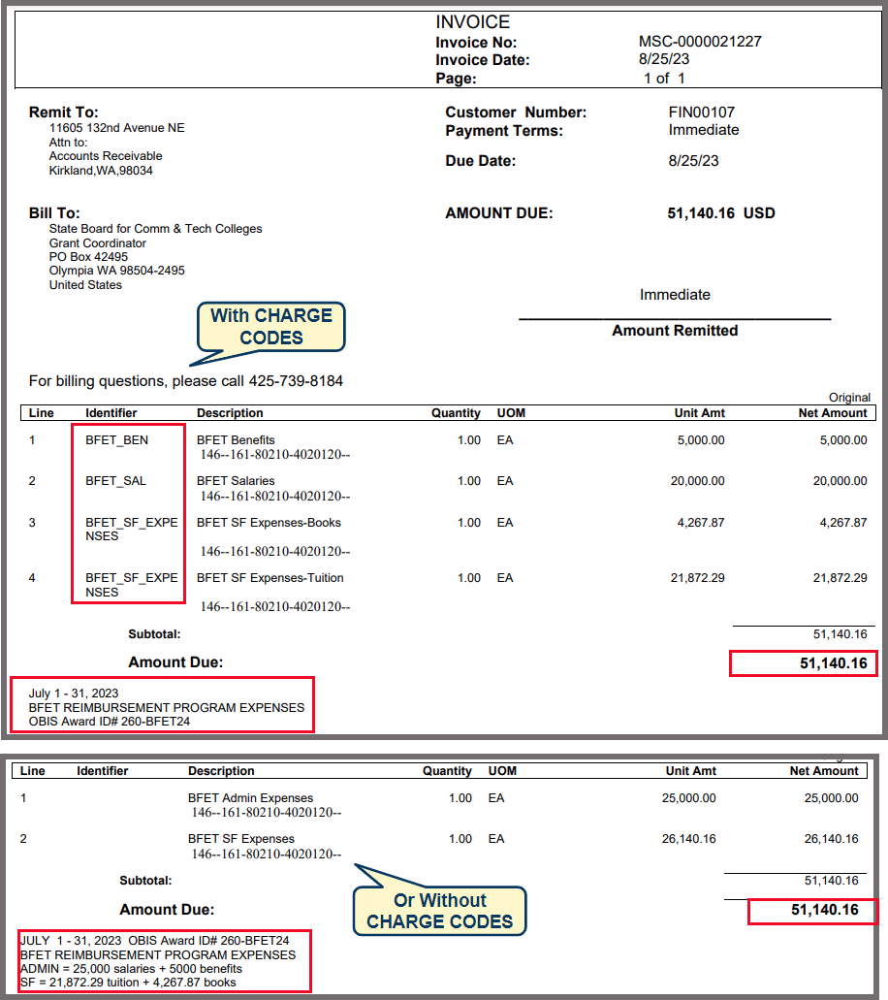 INVOICE
Invoice No: MSC-0000021227
Invoice Date: 8/25/23
Page: 1 of 1
Remit To:
11605 132nd Avenue NE
Attn to:
Accounts Receivable
Kirkland,WA,98034
Customer Number: FIN00107
Payment Terms: Immediate
Due Date: 8/25/23
Bill To:
State Board for Comm & Tech Colleges
Grant Coordinator
PO Box 42495
Olympia WA 98504-2495
United States
AMOUNT DUE: 51,140.16 USD
Immediate
Amount Remitted
With CHARGE
CODES
For billing questions, please call 425-739-8184
Original
Line Identifier Description Quantity UOM Unit Amt Net Amount
1 BFET_BEN BFET Benefits 1.00 EA 5,000.00 5,000.00
146--161-80210-4020120--
2 BFET_SAL BFET Salaries 1.00 EA 20,000.00 20,000.00
146--161-80210-4020120--
3 BFET_SF_EXPE BFET SF Expenses-Books 1.00 EA 4,267.87 4,267.87
NSES
146--161-80210-4020120--
4 BFET_SF_EXPE BFET SF Expenses-Tuition 1.00 EA 21,872.29 21,872.29
NSES
146--161-80210-4020120--
Subtotal: 51,140.16
Amount Due: 51,140.16
July 1 - 31, 2023
BFET REIMBURSEMENT PROGRAM EXPENSES
OBIS Award ID# 260-BFET24
Line Identifier Description Quantity UOM Unit Amt Net Amount
1 BFET Admin Expenses 1.00 EA 25,000.00 25,000.00
146--161-80210-4020120--
2 BFET SF Expenses 1.00 EA 26,140.16 26,140.16
146--161-80210-4020120--
Subtotal: 51,140.16
Or Without
CHARGE CODES
Amount Due: 51,140.16
JULY 1 - 31, 2023 OBIS Award ID# 260-BFET24
BFET REIMBURSEMENT PROGRAM EXPENSES
ADMIN = 25,000 salaries + 5000 benefits
SF = 21,872.29 tuition + 4,267.87 books